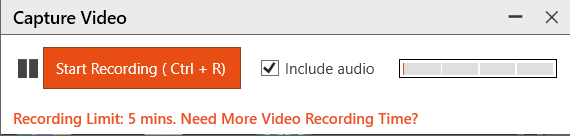 Capture Video
Start Recording ( Ctrl + R)
Include audio
Recording Limit: 5 mins. Need More Video Recording Time?